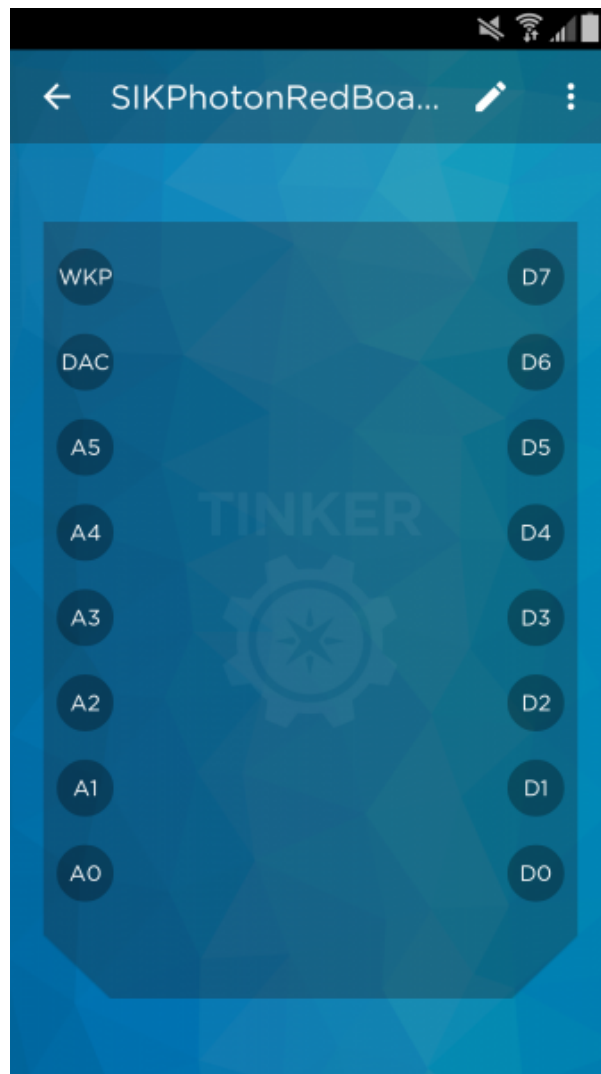 SIKPhotonRedBoa...
WKP D7
DAC D6
A5 D5
TINKER
A4 D4
A3 D3
A2 D2
A1 D1
A0 D0